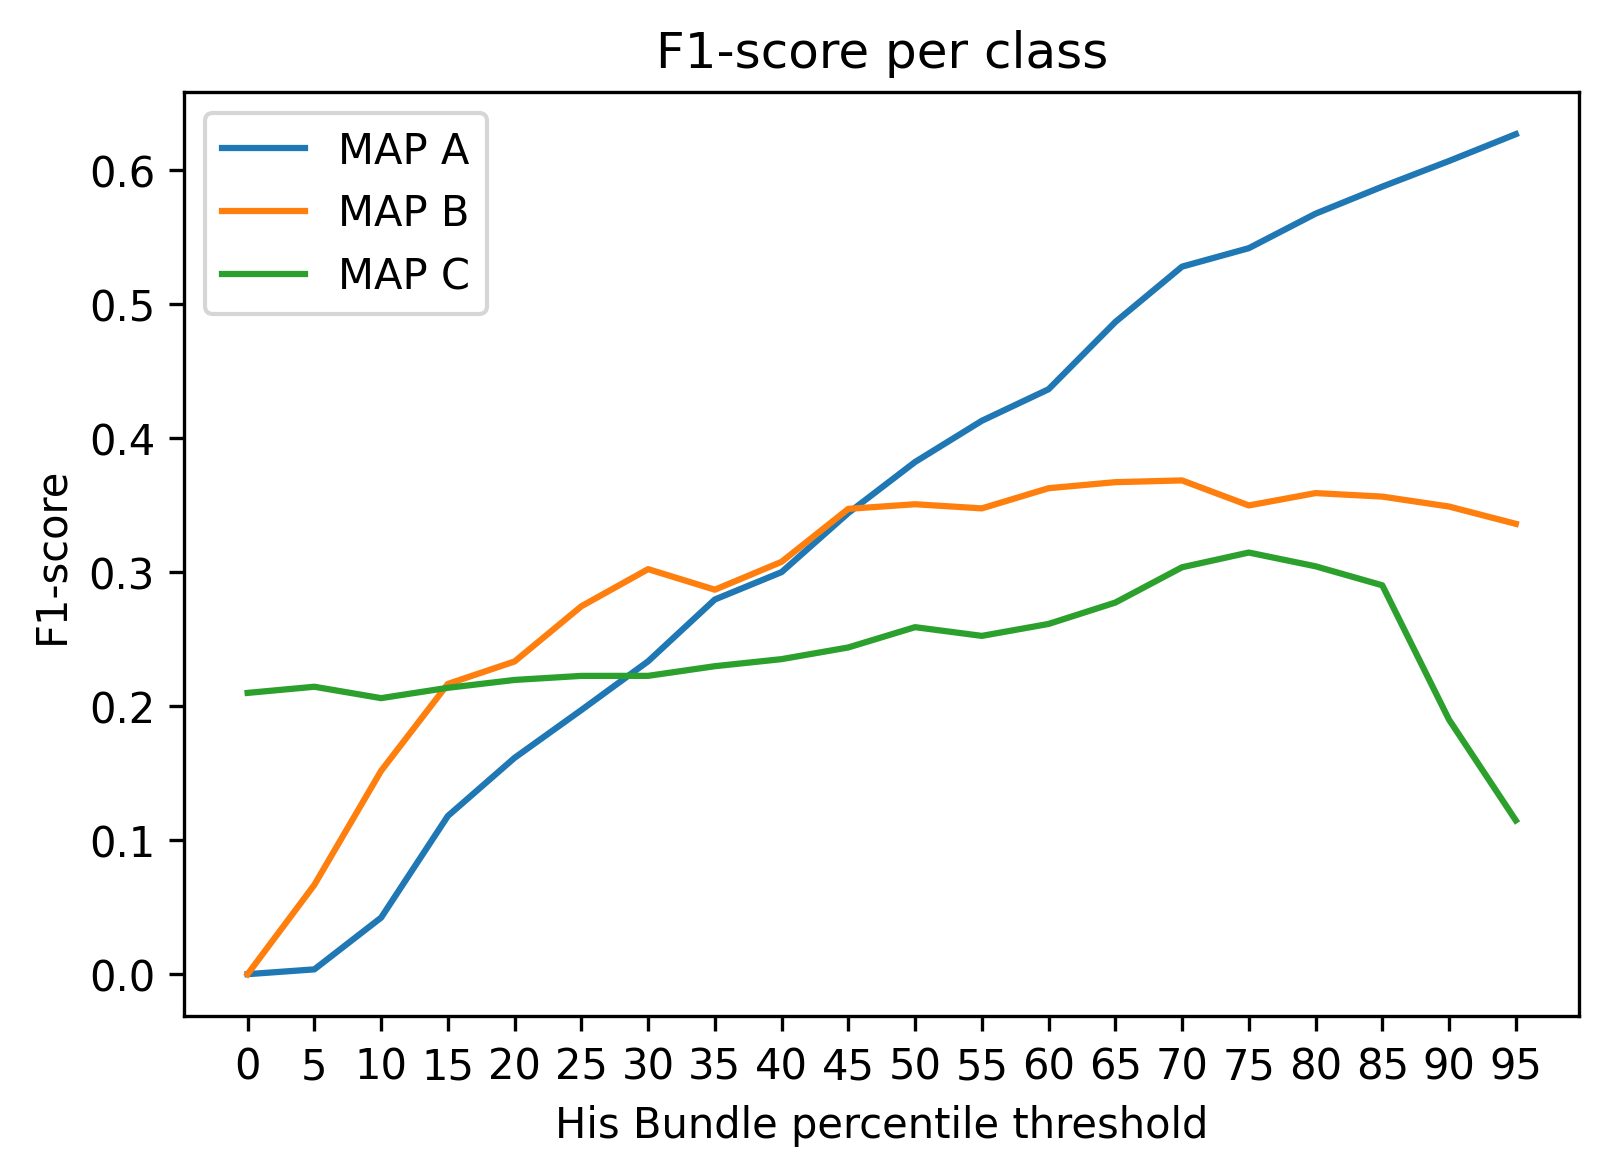 F1-score per class
MAP A
MAP B
MAP C
0.6
0.5
0.4
0.3
0.2
0.1
0.0
F1-score
0 5 10 15 20 25 30 35 40 45 50 55 60 65 70 75 80 85 90 95
His Bundle percentile threshold